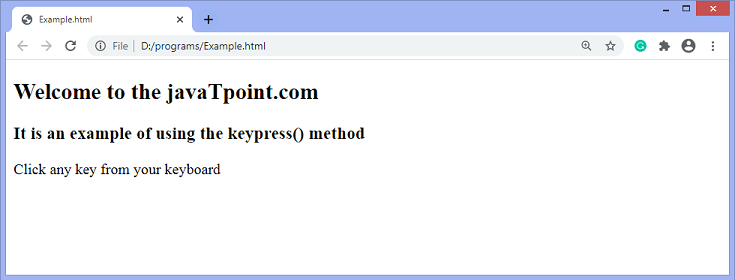 Example.html
File D:/programs/Example.html
Welcome to the javaTpoint.com
It is an example of using the keypress() method
Click any key from your keyboard